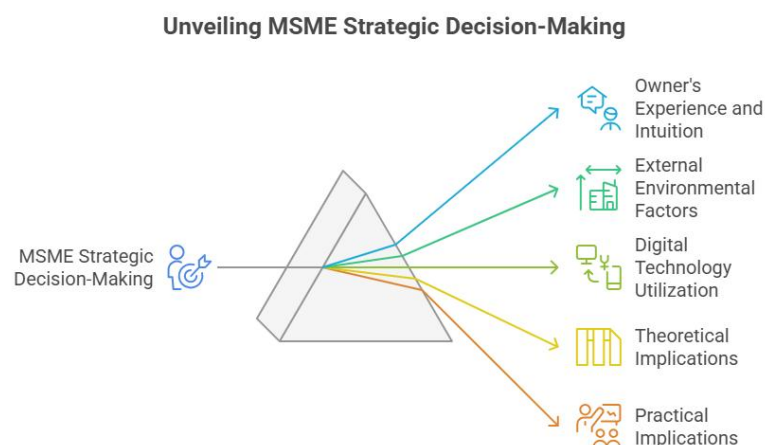 Unveiling MSME Strategic Decision-Making
MSME Strategic
Decision-Making
Owner's
Experience and
Intuition
External
Environmental
Factors
Digital
Technology
Utilization
Theoretical
Implications
Practical
Implications